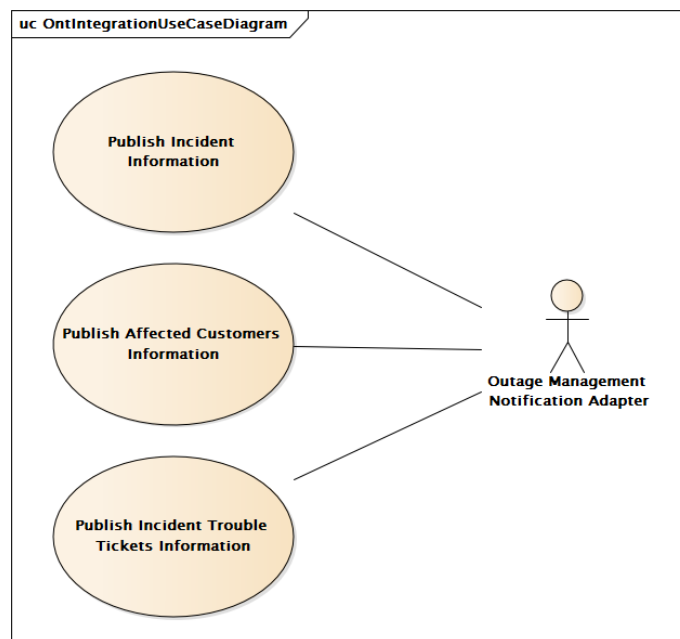 uc OntIntegrationUseCaseDiagram
Publish Incident
Information
Publish Affected Customers
Information
Outage Management
Notification Adapter
Publish Incident Trouble
Tickets Information